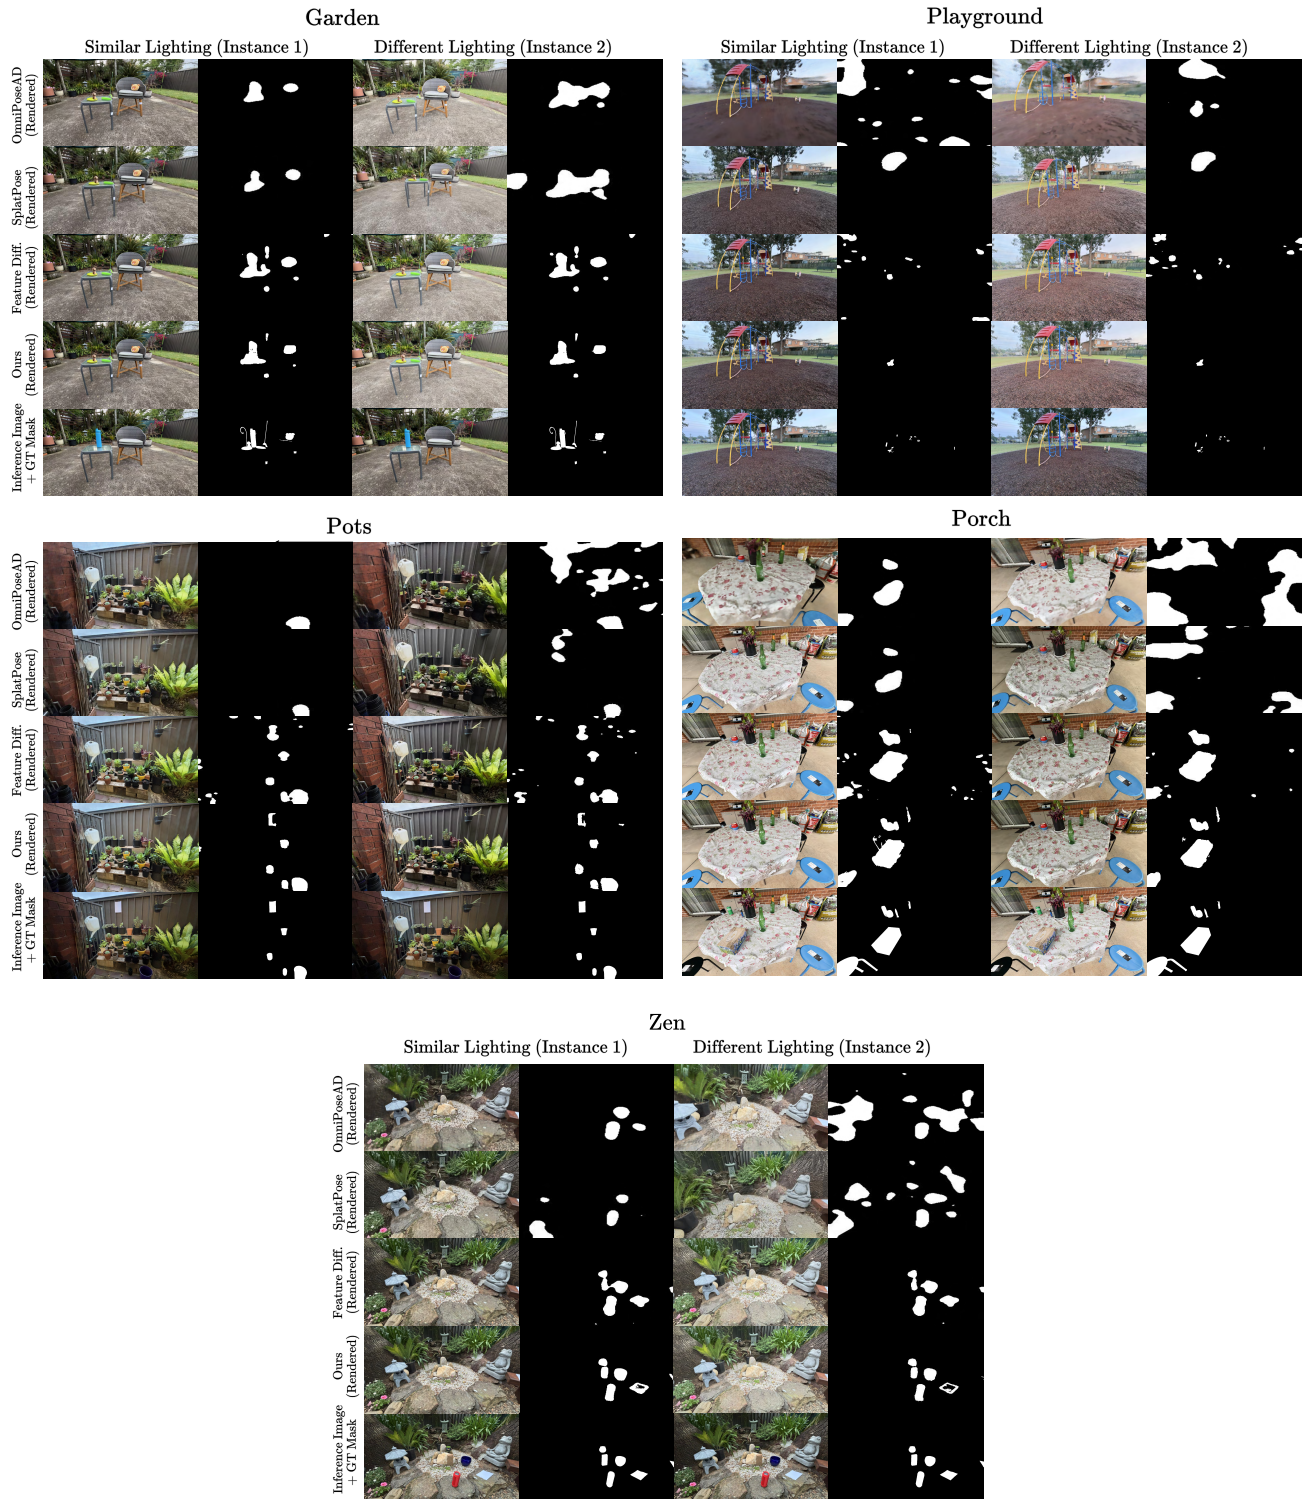 Garden
Similar Lighting (Instance 1) Different Lighting (Instance 2)
OmniPoseAD
(Rendered)
SplatPose
(Rendered)
Feature Diff.
(Rendered)
Ours
(Rendered)
Inference Image
+ GT Mask
Playground
Similar Lighting (Instance 1) Different Lighting (Instance 2)
Pots
OmniPoseAD
(Rendered)
SplatPose
(Rendered)
Feature Diff.
(Rendered)
Ours
(Rendered)
Inference Image
+ GT Mask
Porch
Zen
Similar Lighting (Instance 1) Different Lighting (Instance 2)
OmniPoseAD
(Rendered)
SplatPose
(Rendered)
Feature Diff.
(Rendered)
Ours
(Rendered)
Inference Image
+ GT Mask